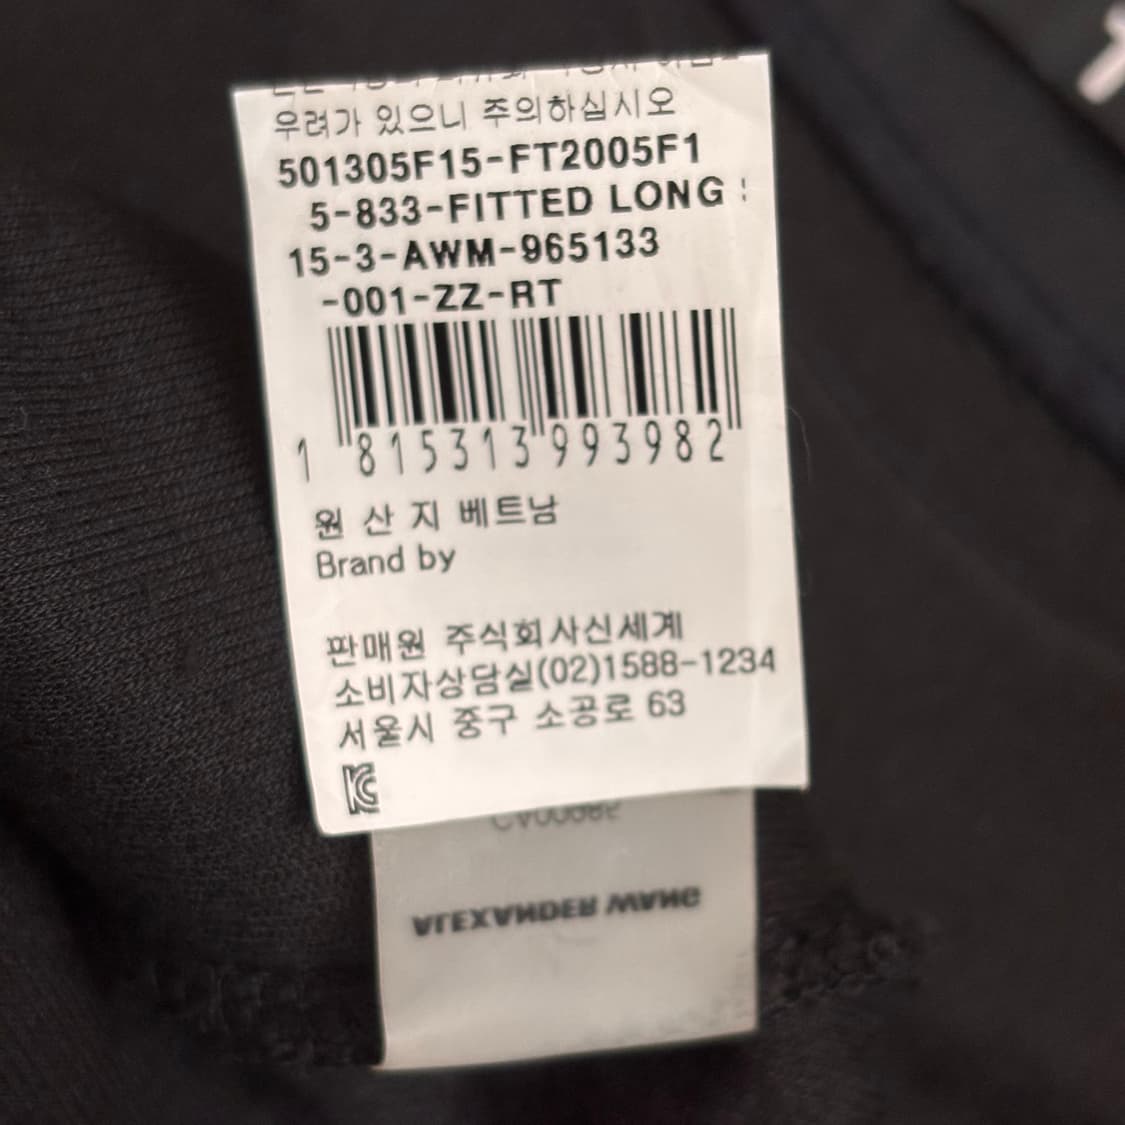 우려가 있으니 주의하십시오
501305F15-FT2005F1
5-833-FITTED LONG
15-3-AWM-965133
-001-ZZ-RT
1 815313 993982
원 산 지 베트남
Brand by
판매원 주식회사신세계
소비자상담실(02)1588-1234
서울시 중구 소공로 63
KC
ALEXANDER WANG